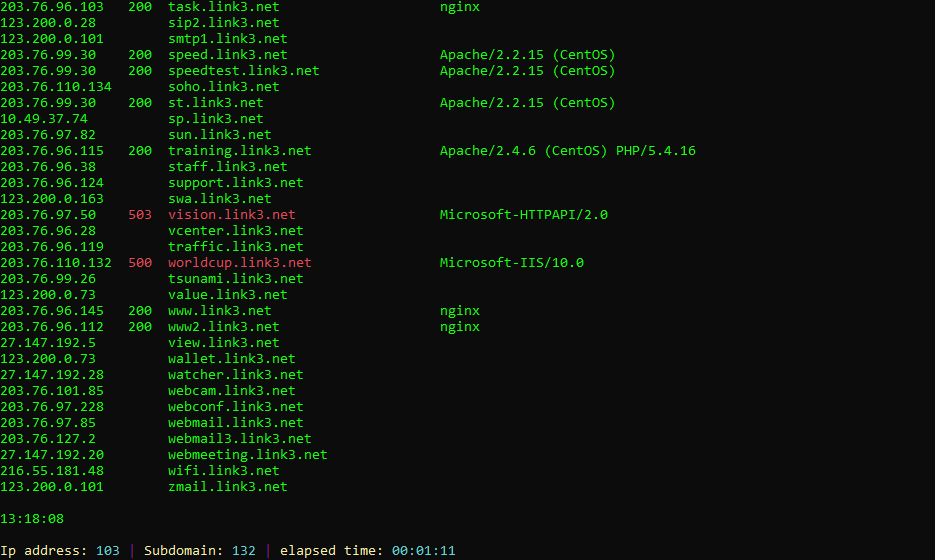 203.76.96.103 200 task.link3.net nginx
123.200.0.28 sip2.link3.net
123.200.0.101 smtp1.link3.net
203.76.99.30 200 speed.link3.net Apache/2.2.15 (CentOS)
203.76.99.30 200 speedtest.link3.net Apache/2.2.15 (CentOS)
203.76.110.134 soho.link3.net
203.76.99.30 200 st.link3.net Apache/2.2.15 (CentOS)
10.49.37.74 sp.link3.net
203.76.97.82 sun.link3.net
203.76.96.115 200 training.link3.net Apache/2.4.6 (CentOS) PHP/5.4.16
203.76.96.38 staff.link3.net
203.76.96.124 support.link3.net
123.200.0.163 swa.link3.net
203.76.97.50 503 vision.link3.net Microsoft-HTTPAPI/2.0
203.76.96.28 vcenter.link3.net
203.76.96.119 traffic.link3.net
203.76.110.132 500 worldcup.link3.net Microsoft-IIS/10.0
203.76.99.26 tsunami.link3.net
123.200.0.73 value.link3.net
203.76.96.145 200 www.link3.net nginx
203.76.96.112 200 www2.link3.net nginx
27.147.192.5 view.link3.net
123.200.0.73 wallet.link3.net
27.147.192.28 watcher.link3.net
203.76.101.85 webcam.link3.net
203.76.97.228 webconf.link3.net
203.76.97.85 webmail.link3.net
203.76.127.2 webmail3.link3.net
27.147.192.20 webmeeting.link3.net
216.55.181.48 wifi.link3.net
123.200.0.101 zmail.link3.net
13:18:08
Ip address: 103 | Subdomain: 132 | elapsed time: 00:01:11